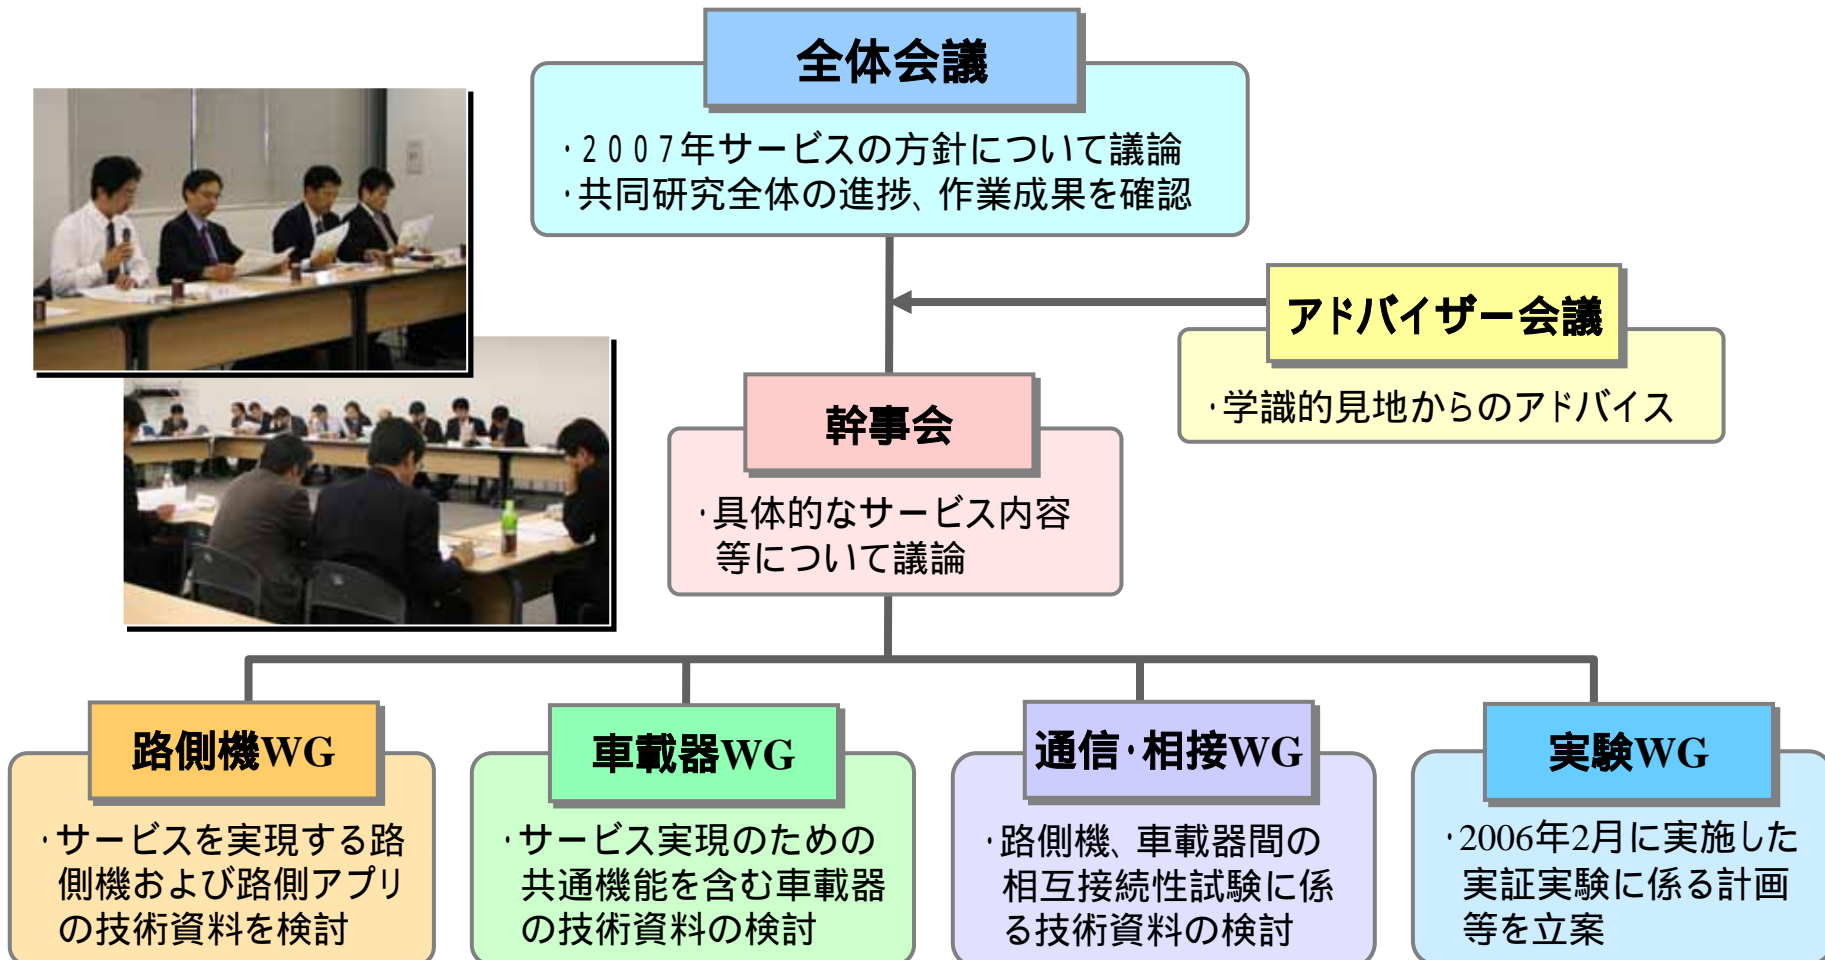 全体会議
・2007年サービスの方針について議論
・共同研究全体の進捗、作業成果を確認
アドバイザー会議
・学識的見地からのアドバイス
幹事会
・具体的なサービス内容
等について議論
路側機WG
・サービスを実現する路
側機および路側アプリ
の技術資料を検討
車載器WG
・サービス実現のための
共通機能を含む車載器
の技術資料の検討
通信・相接WG
・路側機、車載器間の
相互接続性試験に係
る技術資料の検討
実験WG
・2006年2月に実施した
実証実験に係る計画
等を立案